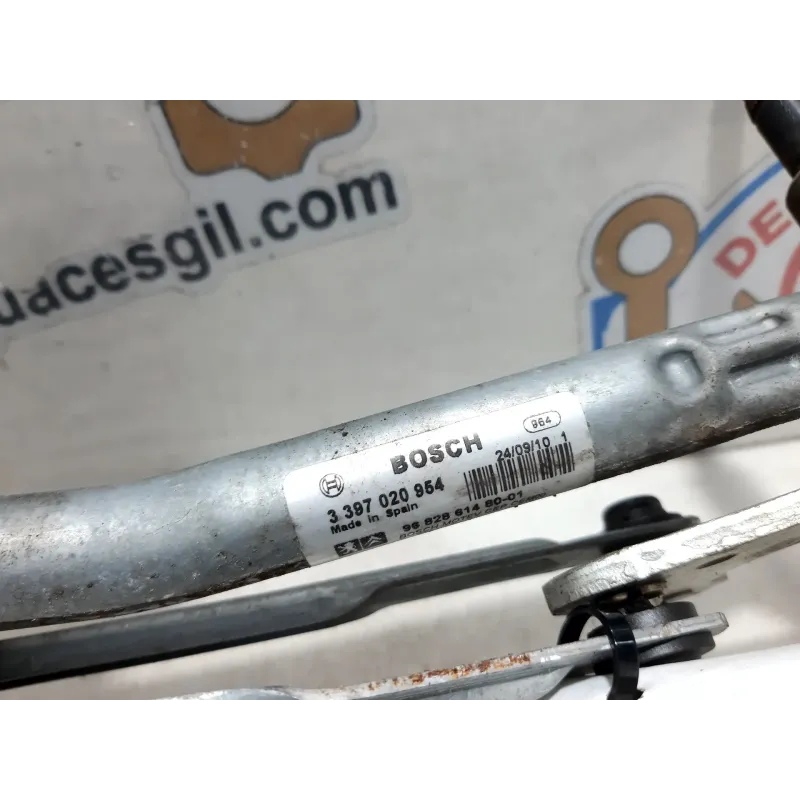 uacesgil.com
DE
964
BOSCH
24/09/10 1
3 397 020 954
Made in Spain
96 828 614 80-01
BOSCH